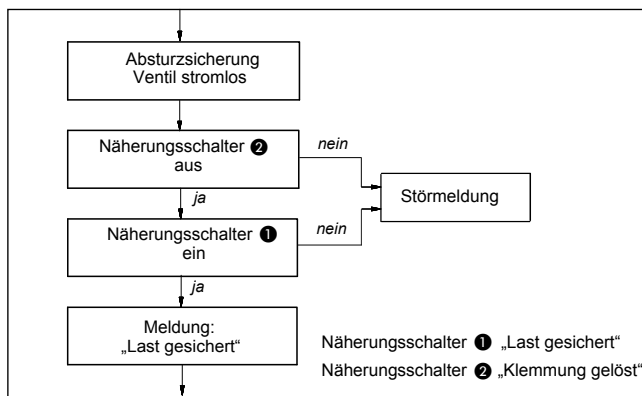 Absturzsicherung
Ventil stromlos
Näherungsschalter ❷
aus
nein
ja
Störmeldung
Näherungsschalter ❶
ein
nein
ja
Meldung:
„Last gesichert“
Näherungsschalter ❶ „Last gesichert“
Näherungsschalter ❷ „Klemmung gelöst“